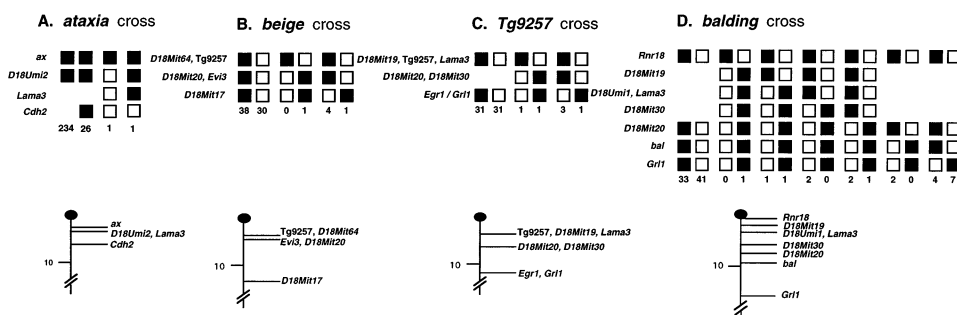 A. ataxia cross
ax
D18Umi2
Lama3
Cdh2
234 26 1 1
ax
D18Umi2, Lama3
Cdh2
10
B. beige cross
D18Mit64, Tg9257
D18Mit20, Evi3
D18Mit17
38 30 0 1 4 1
Tg9257, D18Mit64
Evi3, D18Mit20
10
D18Mit17
C. Tg9257 cross
D18Mit19, Tg9257, Lama3
D18Mit20, D18Mit30
Egr1 / Grl1
31 31 1 1 3 1
Tg9257, D18Mit19, Lama3
D18Mit20, D18Mit30
10
Egr1, Grl1
D. balding cross
Rnr18
D18Mit19
D18Umi1, Lama3
D18Mit30
D18Mit20
bal
Grl1
33 41 0 1 1 1 2 0 2 1 2 0 4 7
Rnr18
D18Mit19
D18Umi1, Lama3
D18Mit30
D18Mit20
bal
10
Grl1